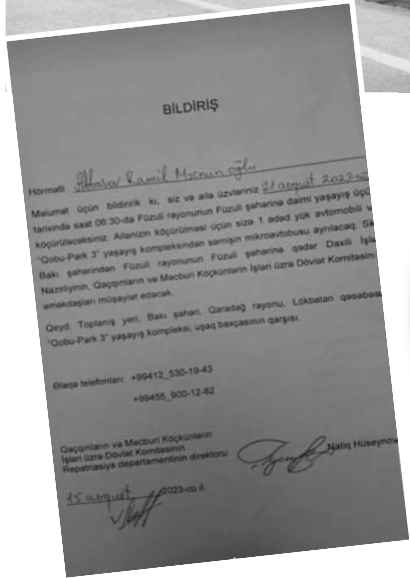 BİLDİRİŞ
Hörmətli Abbasov Ramil Məcnun oğlu
Məlumat üçün bildiririk ki, siz və ailə üzvləriniz 21 avqust 2023-cü
tarixində saat 06:30-da Füzuli rayonunun Füzuli şəhərinə daimi yaşayış üçü
köçürüləcəksiniz. Ailənizin köçürülməsi üçün sizə 1 ədəd yük avtomobili v
"Qobu-Park 3" yaşayış kompleksindən sərnişin mikroavtobusu ayrılacaq. Si
Bakı şəhərindən Füzuli rayonunun Füzuli şəhərinə qədər Daxili İşlə
Nazirliyinin, Qaçqınların və Məcburi Köçkünlərin İşləri üzrə Dövlət Komitəsinin
əməkdaşları müşayiət edəcək.
Qeyd: Toplanış yeri, Bakı şəhəri, Qaradağ rayonu, Lökbatan qəsəbəsi
"Qobu-Park 3" yaşayış kompleksi, uşaq baxçasının qarşısı.
Əlaqə telefonları: +99412_530-19-43
+99455_900-12-82
Qaçqınların və Məcburi Köçkünlərin
İşləri üzrə Dövlət Komitəsinin
Repatriasiya departamentinin direktoru: Natiq Hüseynov
15 avqust 2023-cü il.